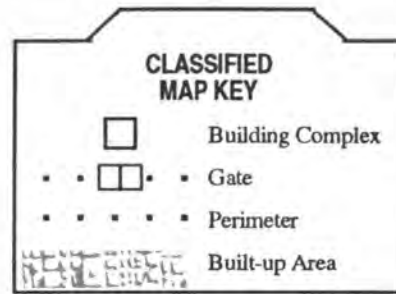 CLASSIFIED
MAP KEY
Building Complex
Gate
Perimeter
Built-up Area